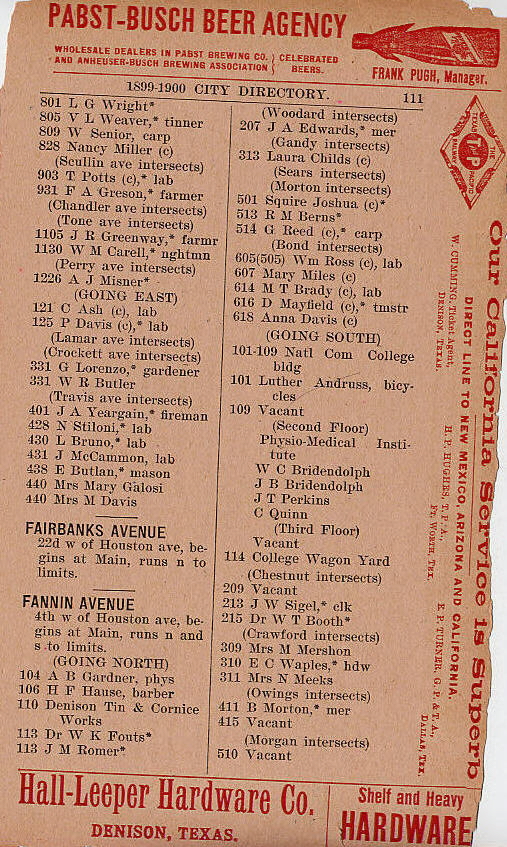 PABST-BUSCH BEER AGENCY
WHOLESALE DEALERS IN PABST BREWING CO. } CELEBRATED
AND ANHEUSER-BUSCH BREWING ASSOCIATION } BEERS.
FRANK PUGH, Manager.
1899-1900 CITY DIRECTORY. 111
801 L G Wright*
805 V L Weaver,* tinner
809 W Senior, carp
828 Nancy Miller (c)
(Scullin ave intersects)
903 T Potts (c),* lab
931 F A Greson,* farmer
(Chandler ave intersects)
(Tone ave intersects)
1105 J R Greenway,* farmr
1130 W M Carell,* nghtmn
(Perry ave intersects)
1226 A J Misner*
(GOING EAST)
121 C Ash (c), lab
125 P Davis (c),* lab
(Lamar ave intersects)
(Crockett ave intersects)
331 G Lorenzo,* gardener
331 W R Butler
(Travis ave intersects)
401 J A Yeargain,* fireman
428 N Stiloni,* lab
430 L Bruno,* lab
431 J McCammon, lab
438 E Butlan,* mason
440 Mrs Mary Galosi
440 Mrs M Davis
FAIRBANKS AVENUE
22d w of Houston ave, be-
gins at Main, runs n to
limits.
FANNIN AVENUE
4th w of Houston ave, be-
gins at Main, runs n and
s to limits.
(GOING NORTH)
104 A B Gardner, phys
106 H F Hause, barber
110 Denison Tin & Cornice
Works
113 Dr W K Fouts*
113 J M Romer*
(Woodard intersects)
207 J A Edwards,* mer
(Gandy intersects)
313 Laura Childs (c)
(Sears intersects)
(Morton intersects)
501 Squire Joshua (c)*
513 R M Berns*
514 G Reed (c),* carp
(Bond intersects)
605(505) Wm Ross (c), lab
607 Mary Miles (c)
614 M T Brady (c), lab
616 D Mayfield (c),* tmstr
618 Anna Davis (c)
(GOING SOUTH)
101-109 Natl Com College
bldg
101 Luther Andruss, bicy-
cles
109 Vacant
(Second Floor)
Physio-Medical Insti-
tute
W C Bridendolph
J B Bridendolph
J T Perkins
C Quinn
(Third Floor)
Vacant
114 College Wagon Yard
(Chestnut intersects)
209 Vacant
213 J W Sigel,* clk
215 Dr W T Booth*
(Crawford intersects)
309 Mrs M Mershon
310 E C Waples,* hdw
311 Mrs N Meeks
(Owings intersects)
411 B Morton,* mer
415 Vacant
(Morgan intersects)
510 Vacant
THE TEXAS T&P PACIFIC RAILWAY
Our California Service is Superb
DIRECT LINE TO NEW MEXICO, ARIZONA AND CALIFORNIA.
W. CUMMING, Ticket Agent,
DENISON, TEXAS.
H. P. HUGHES, T. P. A.,
FT. WORTH, TEX.
E. P. TURNER, G. P. & T. A.,
DALLAS, TEX.
Hall-Leeper Hardware Co.
DENISON, TEXAS.
Shelf and Heavy
HARDWARE